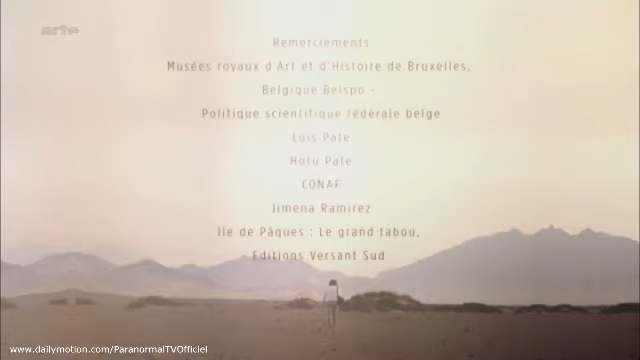 arte
Remerciements
Musées royaux d'Art et d'Histoire de Bruxelles,
Belgique Belspo -
Politique scientifique fédérale belge
Luis Pate
Hotu Pate
CONAF
Jimena Ramirez
Ile de Pâques : Le grand tabou,
Editions Versant Sud
www.dailymotion.com/ParanormalTVOfficiel